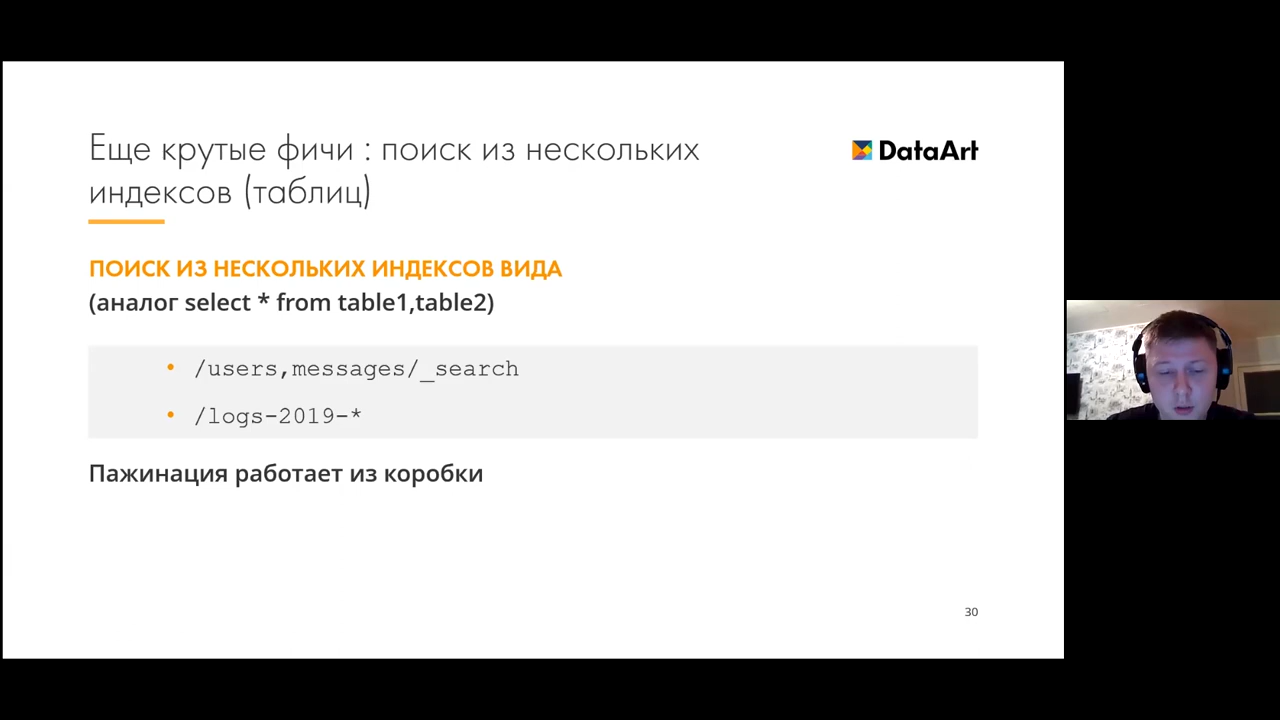 Еще крутые фичи : поиск из нескольких
индексов (таблиц)
DataArt
ПОИСК ИЗ НЕСКОЛЬКИХ ИНДЕКСОВ ВИДА
(аналог select * from table1,table2)
• /users,messages/_search
• /logs-2019-*
Пажинация работает из коробки
30